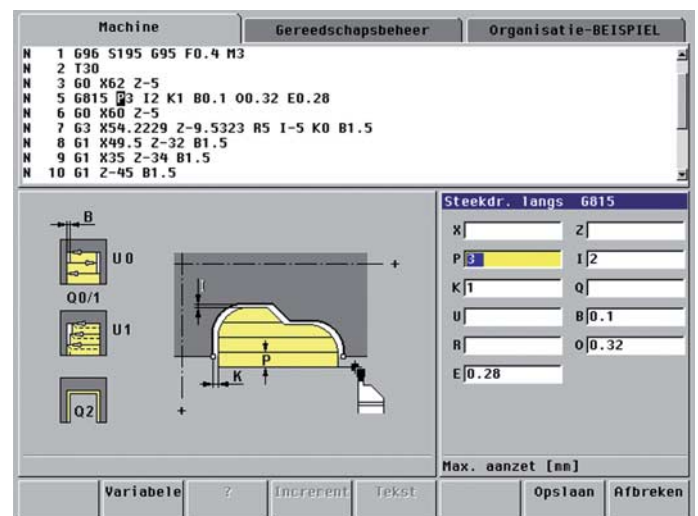 Machine
Gereedschapsbeheer
Organisatie-BEISPIEL
N 1 G96 S195 G95 F0.4 M3
N 2 T30
N 3 G0 X62 Z-5
N 5 G815 P3 I2 K1 B0.1 O0.32 E0.28
N 6 G0 X60 Z-5
N 7 G3 X54.2229 Z-9.5323 R5 I-5 K0 B1.5
N 8 G1 X49.5 Z-32 B1.5
N 9 G1 X35 Z-34 B1.5
N 10 G1 Z-45 B1.5
B
U0
Q0/1
U1
Q2
I
P
K
+
+
Steekdr. langs G815
X Z
P 3 I 2
K 1 Q
U B 0.1
R O 0.32
E 0.28
Max. aanzet [mm]
Variabele
?
Increment
Tekst
Opslaan
Afbreken